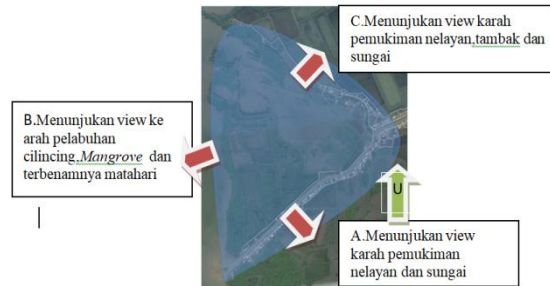 C.Menunjukan view karah
pemukiman nelayan,tambak dan
sungai
B.Menunjukan view ke
arah pelabuhan
cilincing,Mangrove dan
terbenamnya matahari
U
A.Menunjukan view
karah pemukiman
nelayan dan sungai